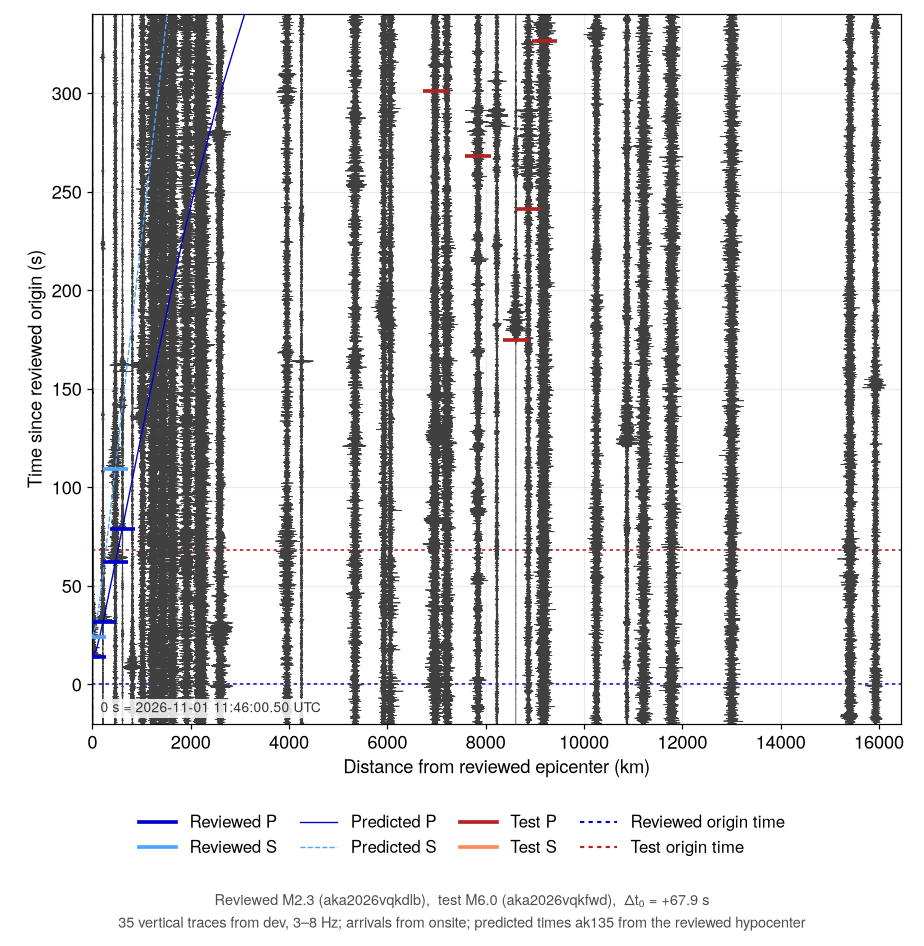 300
250
200
150
100
50
0
Time since reviewed origin (s)
0 s = 2026-11-01 11:46:00.50 UTC
0 2000 4000 6000 8000 10000 12000 14000 16000
Distance from reviewed epicenter (km)
Reviewed P Predicted P Test P Reviewed origin time
Reviewed S Predicted S Test S Test origin time
Reviewed M2.3 (aka2026vqkdlb), test M6.0 (aka2026vqkfwd), Δt₀ = +67.9 s
35 vertical traces from dev, 3–8 Hz; arrivals from onsite; predicted times ak135 from the reviewed hypocenter